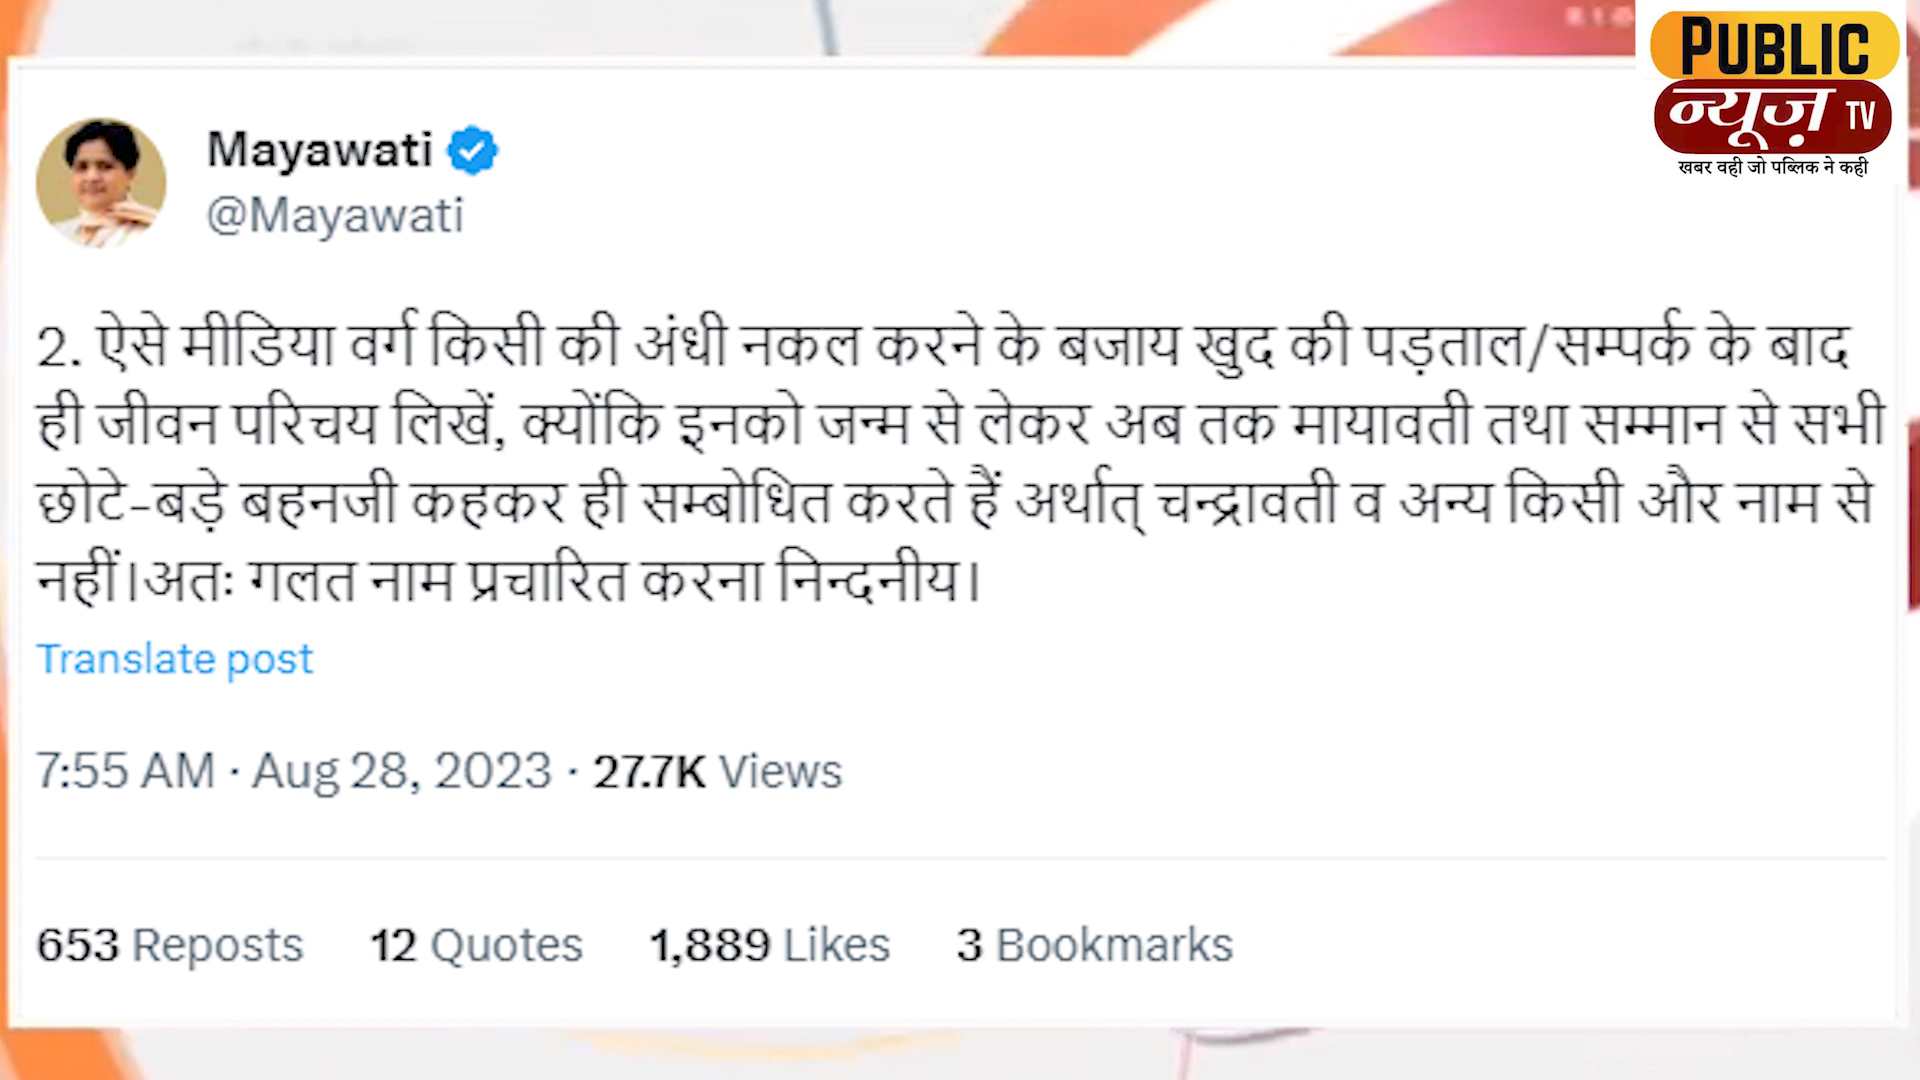 PUBLIC
न्यूज़ TV
खबर वही जो पब्लिक ने कही
Mayawati
@Mayawati
2. ऐसे मीडिया वर्ग किसी की अंधी नकल करने के बजाय खुद की पड़ताल/सम्पर्क के बाद
ही जीवन परिचय लिखें, क्योंकि इनको जन्म से लेकर अब तक मायावती तथा सम्मान से सभी
छोटे-बड़े बहनजी कहकर ही सम्बोधित करते हैं अर्थात् चन्द्रावती व अन्य किसी और नाम से
नहीं।अतः गलत नाम प्रचारित करना निन्दनीय।
Translate post
7:55 AM · Aug 28, 2023 · 27.7K Views
653 Reposts 12 Quotes 1,889 Likes 3 Bookmarks